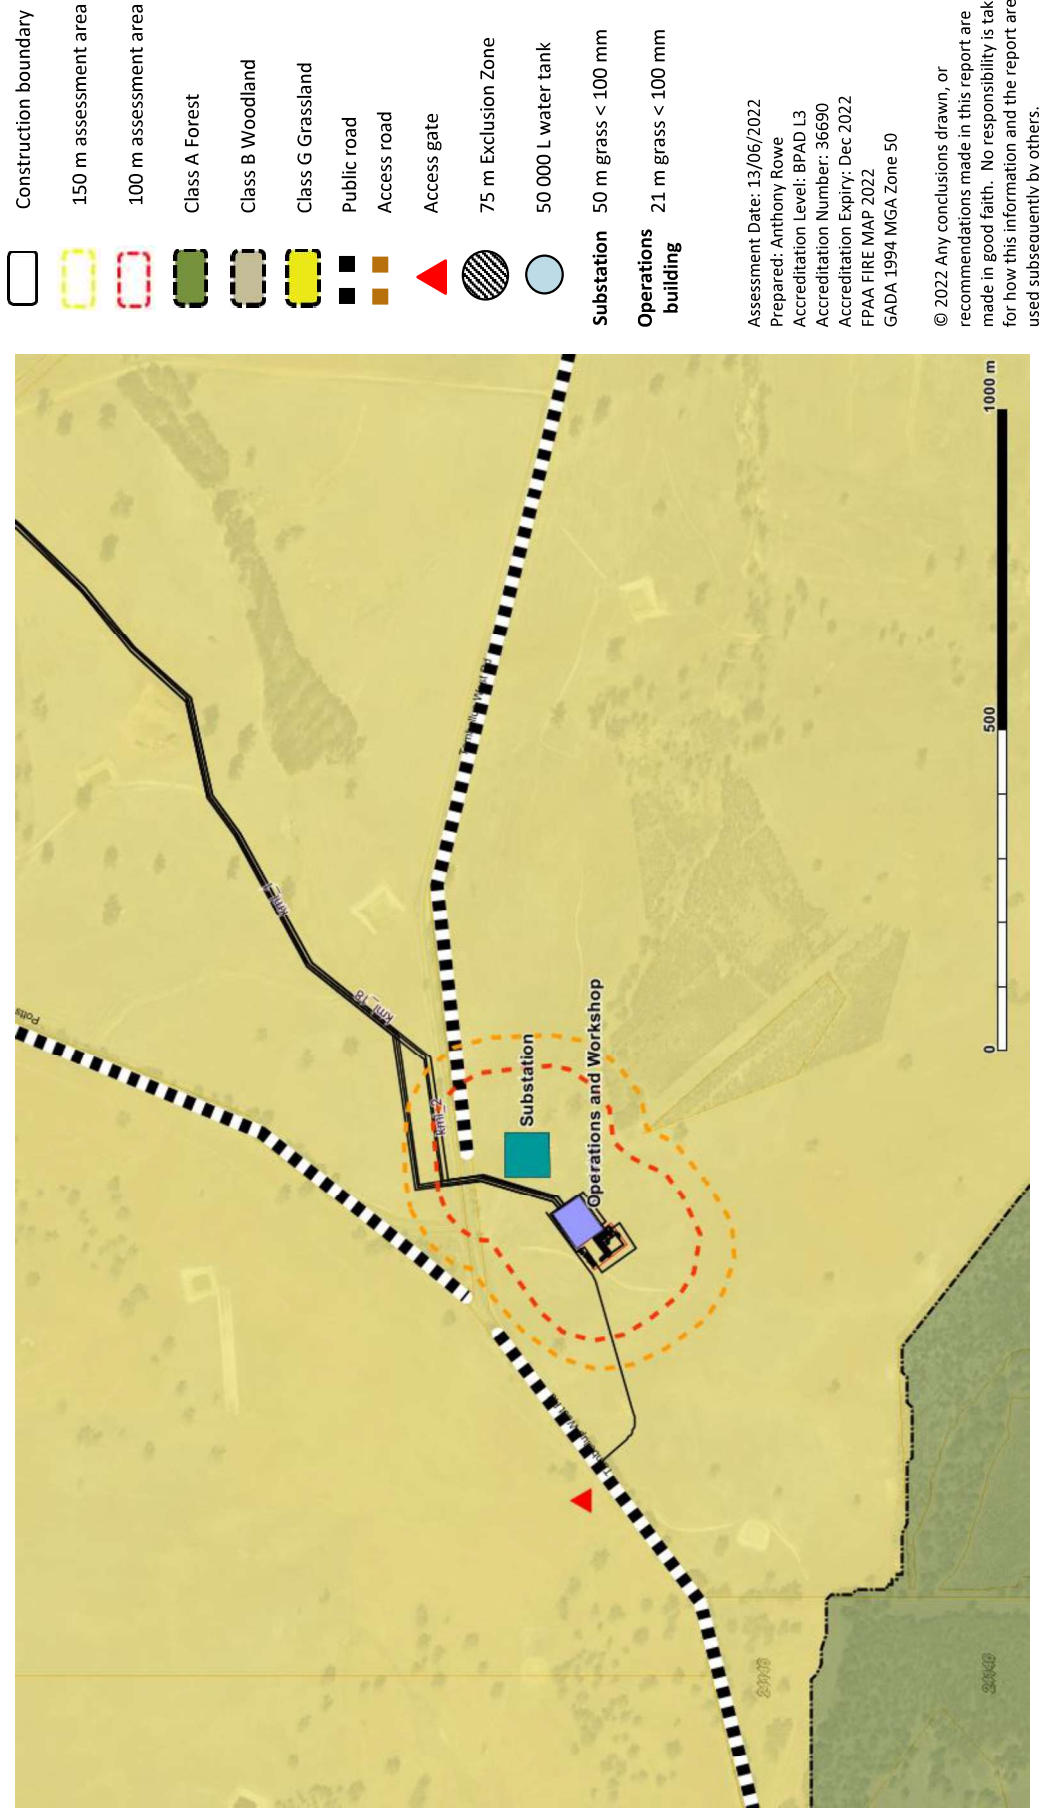 Construction boundary
150 m assessment area
100 m assessment area
Class A Forest
Class B Woodland
Class G Grassland
Public road
Access road
Access gate
75 m Exclusion Zone
50 000 L water tank
Substation 50 m grass < 100 mm
Operations building 21 m grass < 100 mm
Assessment Date: 13/06/2022
Prepared: Anthony Rowe
Accreditation Level: BPAD L3
Accreditation Number: 36690
Accreditation Expiry: Dec 2022
FPAA FIRE MAP 2022
GADA 1994 MGA Zone 50
© 2022 Any conclusions drawn, or
recommendations made in this report are
made in good faith. No responsibility is tak
for how this information and the report are
used subsequently by others.
Potts
kml_1
kml_18
kml_2
Substation
Operations and Workshop
0 500 1000 m